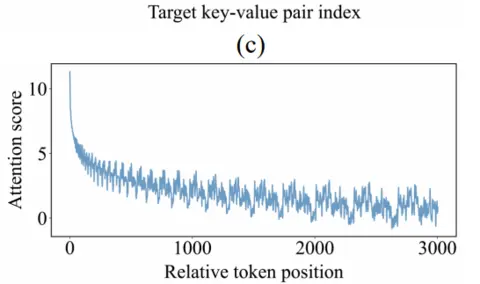 Target key-value pair index
(c)
10
5
0
Attention score
0 1000 2000 3000
Relative token position